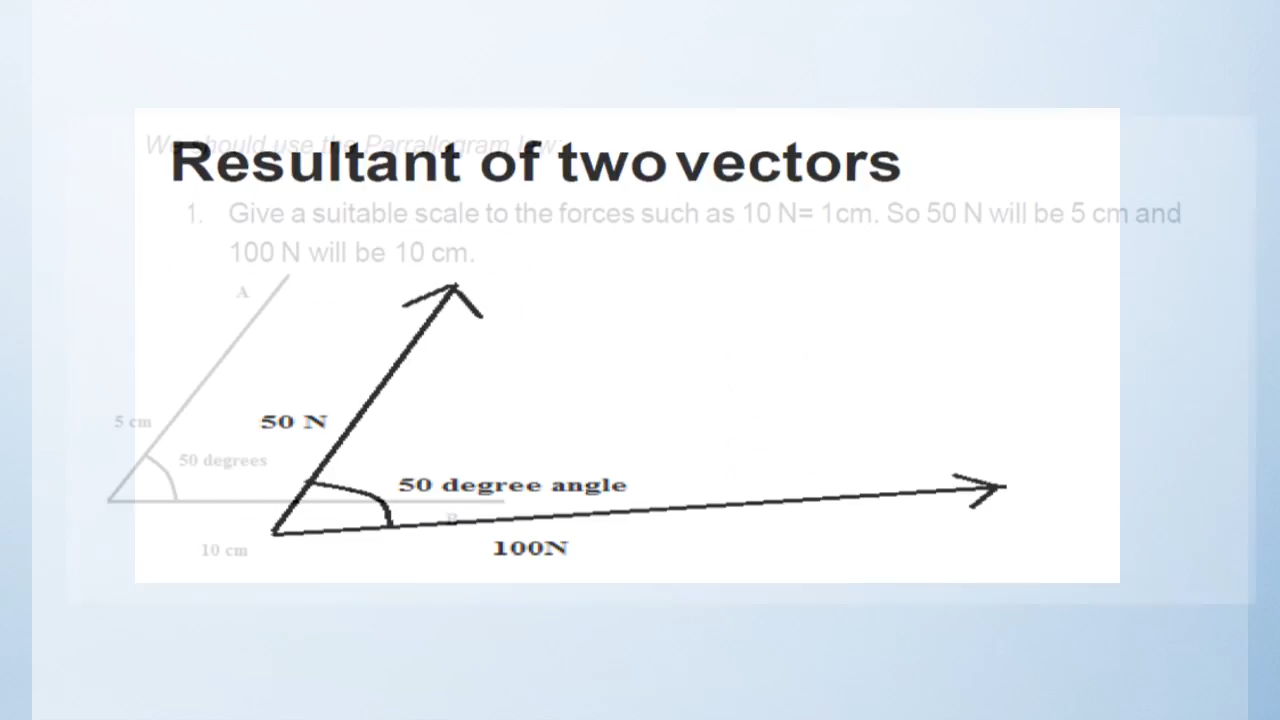 We should use the Parrallegram law:
Resultant of two vectors
1. Give a suitable scale to the forces such as 10 N= 1cm. So 50 N will be 5 cm and
100 N will be 10 cm.
A
5 cm
50 N
50 degrees
50 degree angle
B
10 cm
100N